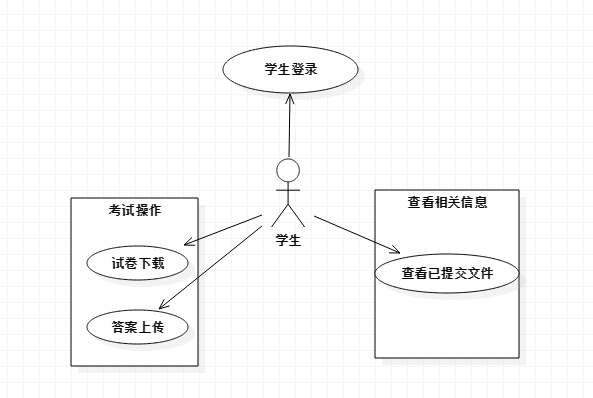 学生登录
考试操作
试卷下载
答案上传
学生
查看相关信息
查看已提交文件